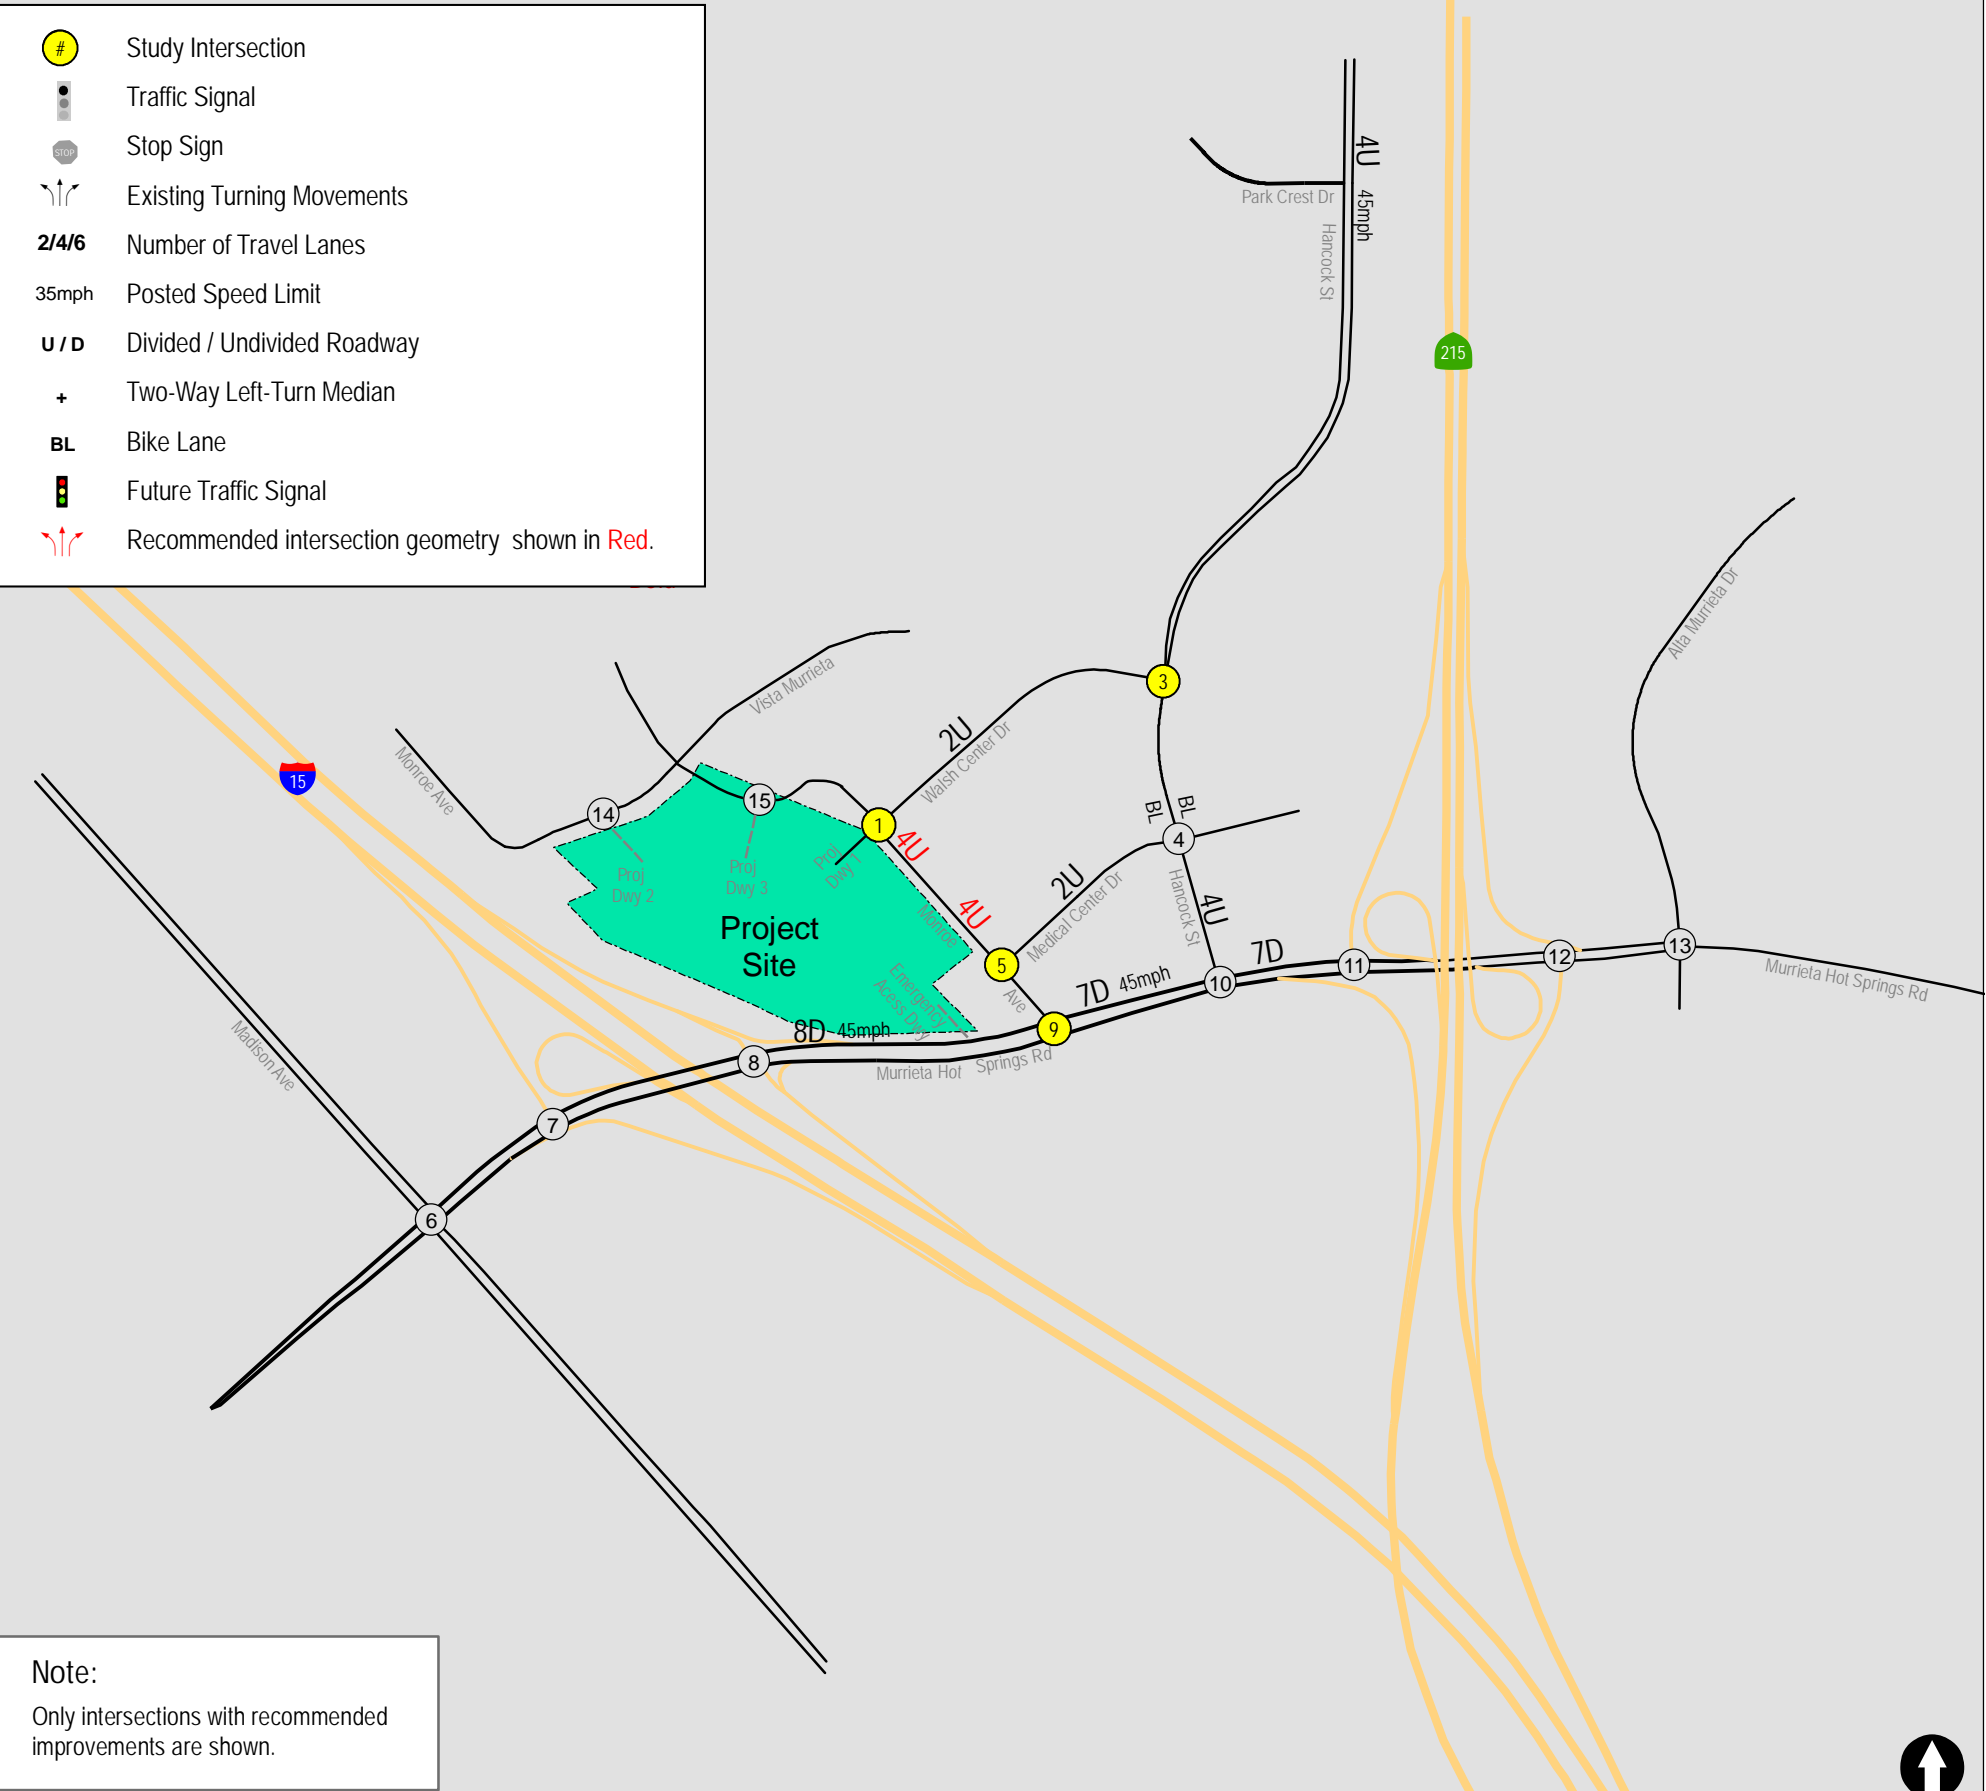 # Study Intersection
Traffic Signal
STOP Stop Sign
Existing Turning Movements
2/4/6 Number of Travel Lanes
35mph Posted Speed Limit
U / D Divided / Undivided Roadway
+ Two-Way Left-Turn Median
BL Bike Lane
Future Traffic Signal
Recommended intersection geometry shown in Red.
4U
45mph
Park Crest Dr
Hancock St
215
Alta Murrieta Dr
Vista Murrieta
3
2U
Walsh Center Dr
Monroe Ave
15
14
15
1
4U
BL
BL
4
Proj
Dwy 1
Proj
Dwy 2
Proj
Dwy 3
2U
Medical Center Dr
Hancock St
4U
4U
Monroe
Ave
Project
Site
5
Emergency
Acess Dwy
7D
7D 45mph
10
11
12
13
Murrieta Hot Springs Rd
8D 45mph
9
8
Murrieta Hot Springs Rd
Madison Ave
7
6
Note:
Only intersections with recommended
improvements are shown.